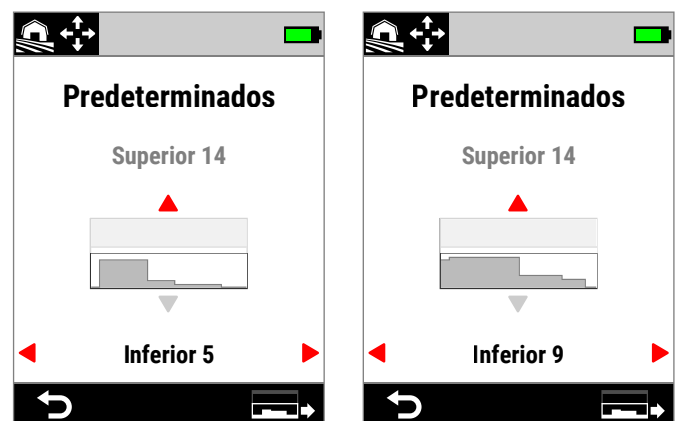 Predeterminados
Superior 14
Inferior 5
Predeterminados
Superior 14
Inferior 9